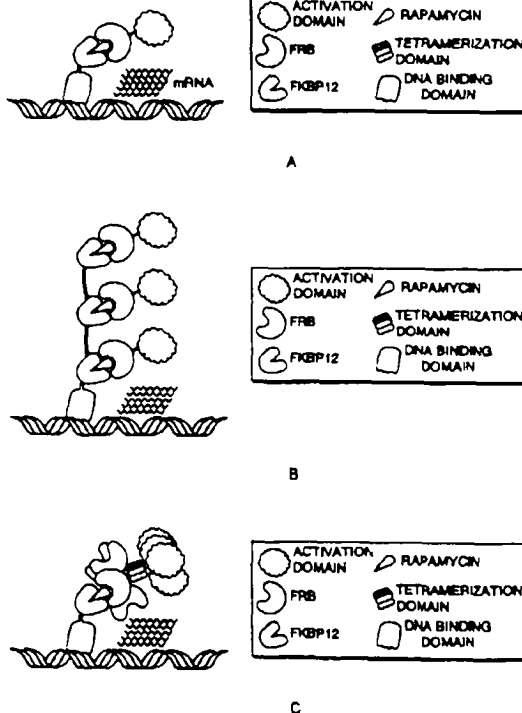 ACTIVATION
DOMAIN
RAPAMYCIN
FRB
TETRAMERIZATION
DOMAIN
FKBP12
DNA BINDING
DOMAIN
mRNA
A
ACTIVATION
DOMAIN
RAPAMYCIN
FRB
TETRAMERIZATION
DOMAIN
FKBP12
DNA BINDING
DOMAIN
B
ACTIVATION
DOMAIN
RAPAMYCIN
FRB
TETRAMERIZATION
DOMAIN
FKBP12
DNA BINDING
DOMAIN
C